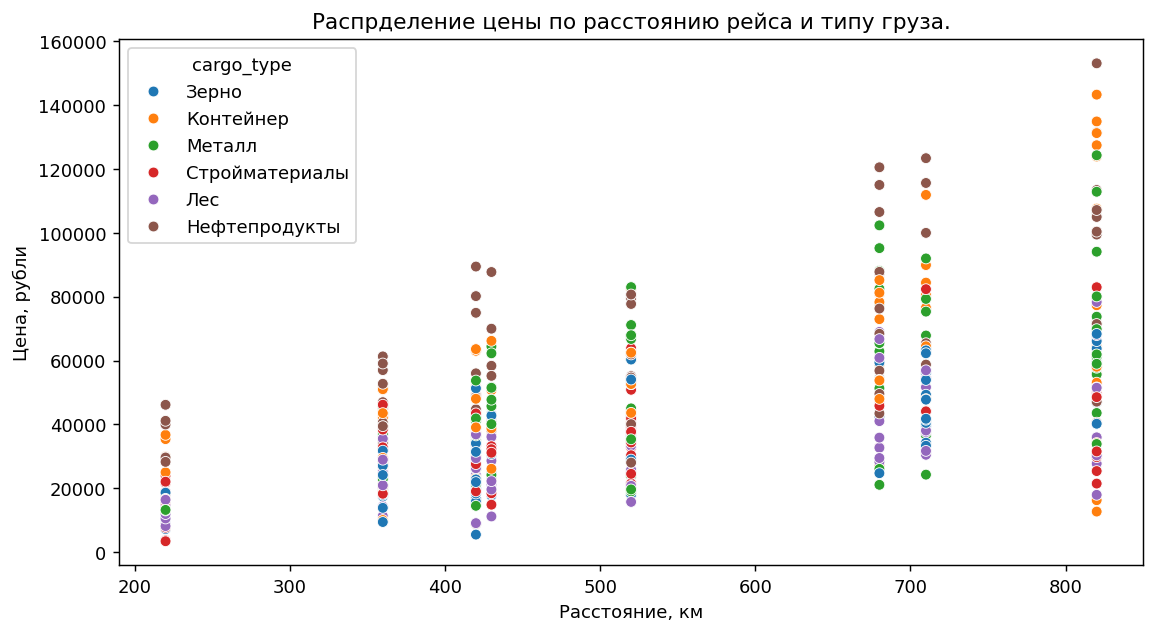 Распрделение цены по расстоянию рейса и типу груза.
160000
140000
120000
100000
80000
60000
40000
20000
0
Цена, рубли
cargo_type
Зерно
Контейнер
Металл
Стройматериалы
Лес
Нефтепродукты
200
300
400
500
600
700
800
Расстояние, км